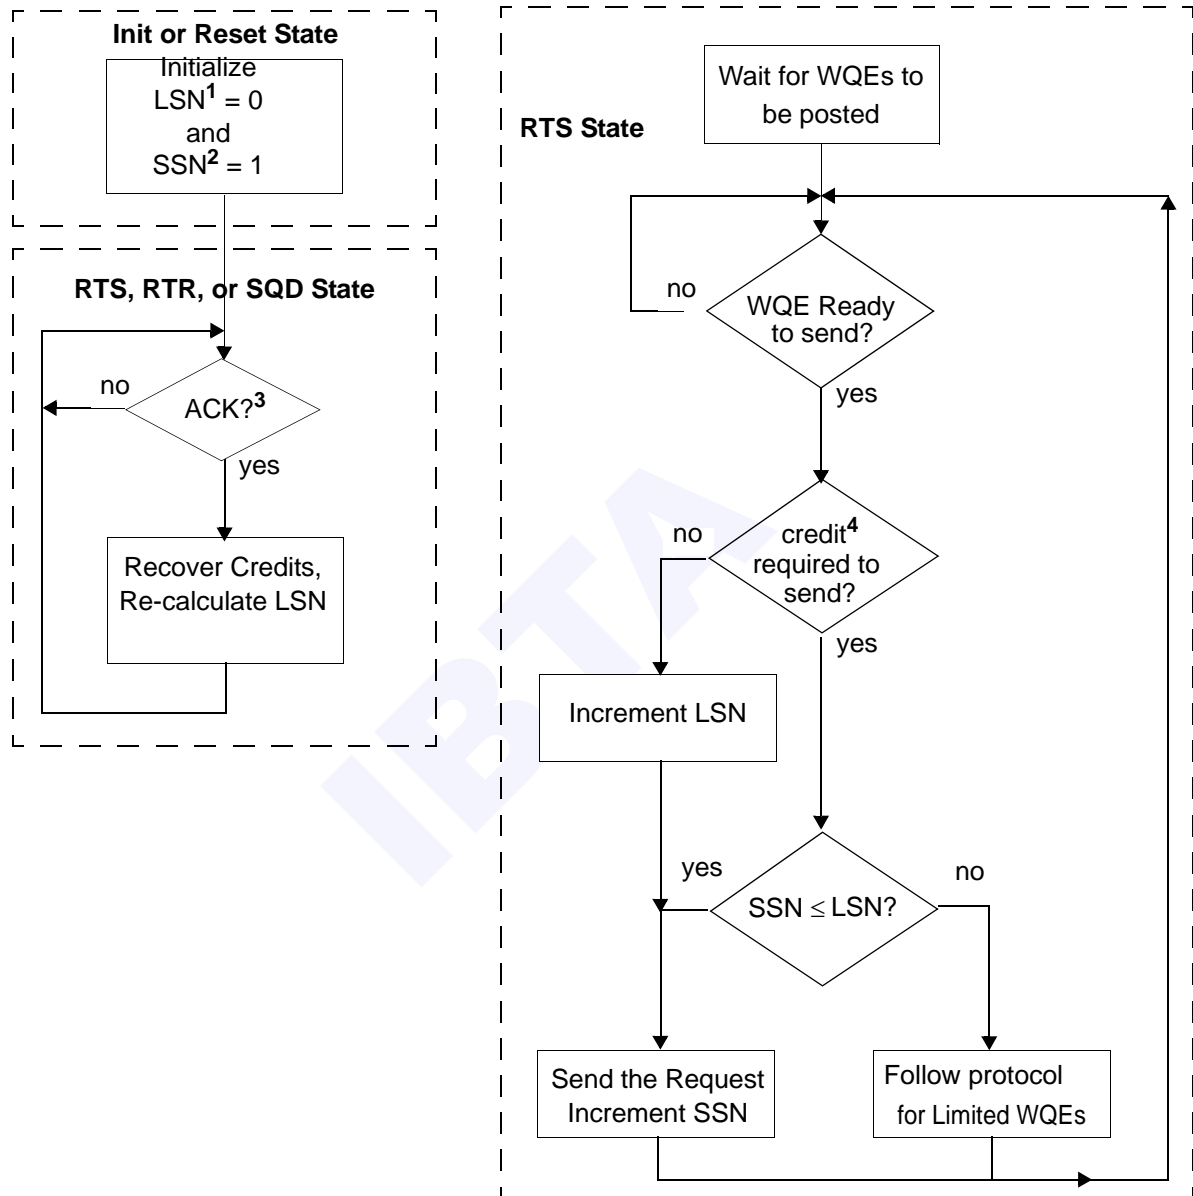 Init or Reset State
Initialize
LSN1 = 0
and
SSN2 = 1
RTS, RTR, or SQD State
no
ACK?3
yes
Recover Credits,
Re-calculate LSN
RTS State
Wait for WQEs to
be posted
no
WQE Ready
to send?
yes
no
credit4
required to
send?
yes
Increment LSN
yes
SSN ≤ LSN?
no
Send the Request
Increment SSN
Follow protocol
for Limited WQEs
IBTA